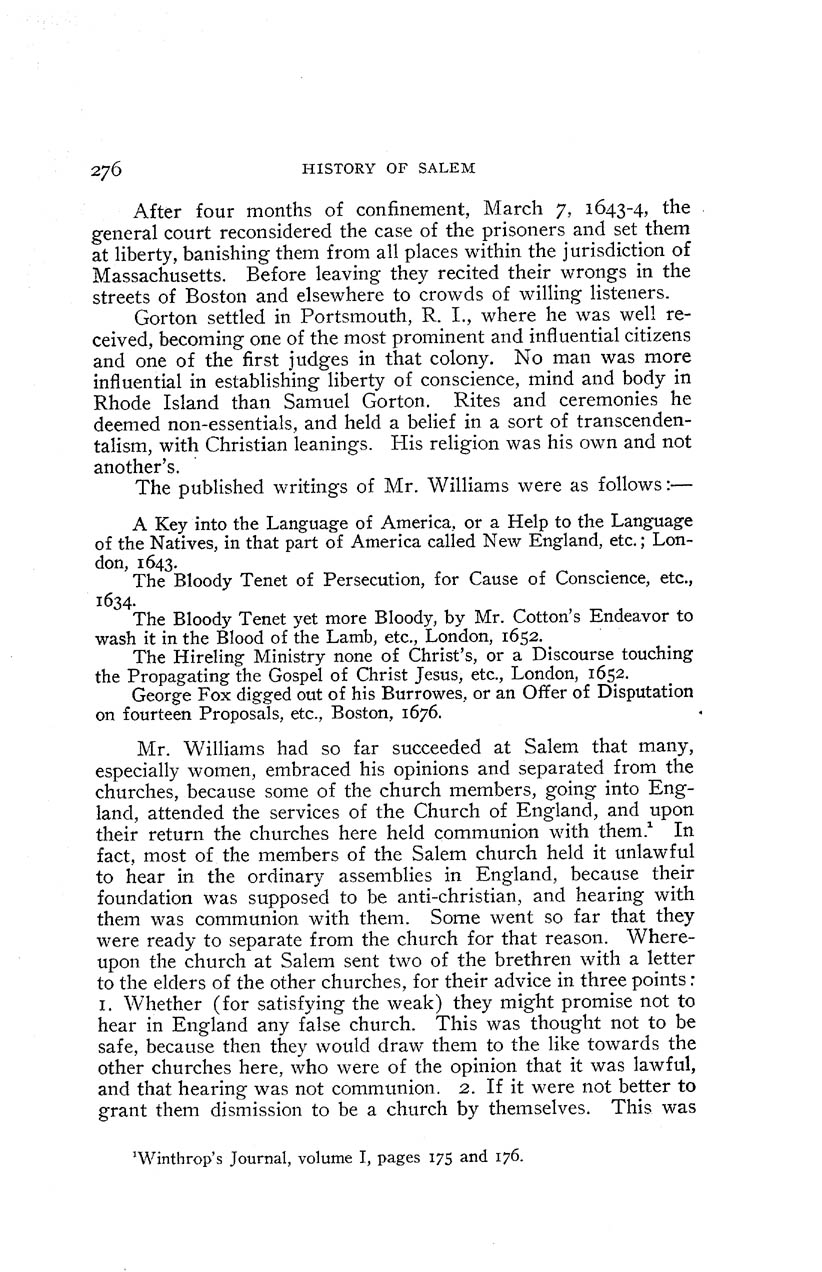 276 HISTORY OF SALEM
After four months of confinement, March 7, 1643-4, the
general court reconsidered the case of the prisoners and set them
at liberty, banishing them from all places within the jurisdiction of
Massachusetts. Before leaving they recited their wrongs in the
streets of Boston and elsewhere to crowds of willing listeners.
Gorton settled in Portsmouth, R. I., where he was well re-
ceived, becoming one of the most prominent and influential citizens
and one of the first judges in that colony. No man was more
influential in establishing liberty of conscience, mind and body in
Rhode Island than Samuel Gorton. Rites and ceremonies he
deemed non-essentials, and held a belief in a sort of transcenden-
talism, with Christian leanings. His religion was his own and not
another's.
The published writings of Mr. Williams were as follows:—
A Key into the Language of America, or a Help to the Language
of the Natives, in that part of America called New England, etc.; Lon-
don, 1643.
The Bloody Tenet of Persecution, for Cause of Conscience, etc.,
1634.
The Bloody Tenet yet more Bloody, by Mr. Cotton's Endeavor to
wash it in the Blood of the Lamb, etc., London, 1652.
The Hireling Ministry none of Christ's, or a Discourse touching
the Propagating the Gospel of Christ Jesus, etc., London, 1652.
George Fox digged out of his Burrowes, or an Offer of Disputation
on fourteen Proposals, etc., Boston, 1676.
Mr. Williams had so far succeeded at Salem that many,
especially women, embraced his opinions and separated from the
churches, because some of the church members, going into Eng-
land, attended the services of the Church of England, and upon
their return the churches here held communion with them.¹ In
fact, most of the members of the Salem church held it unlawful
to hear in the ordinary assemblies in England, because their
foundation was supposed to be anti-christian, and hearing with
them was communion with them. Some went so far that they
were ready to separate from the church for that reason. Where-
upon the church at Salem sent two of the brethren with a letter
to the elders of the other churches, for their advice in three points:
1. Whether (for satisfying the weak) they might promise not to
hear in England any false church. This was thought not to be
safe, because then they would draw them to the like towards the
other churches here, who were of the opinion that it was lawful,
and that hearing was not communion. 2. If it were not better to
grant them dismission to be a church by themselves. This was
¹Winthrop's Journal, volume I, pages 175 and 176.